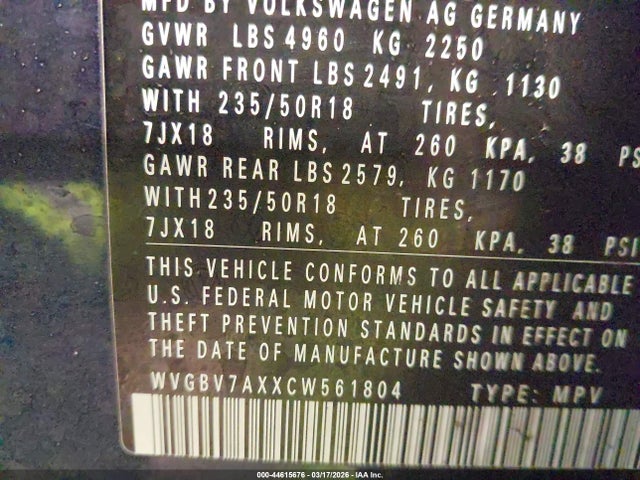 MFD BY VOLKSWAGEN AG GERMANY
GVWR LBS 4960 KG 2250
GAWR FRONT LBS 2491, KG 1130
WITH 235/50R18 TIRES,
7JX18 RIMS, AT 260 KPA, 38 PS
GAWR REAR LBS 2579, KG 1170
WITH 235/50R18 TIRES,
7JX18 RIMS, AT 260 KPA, 38 PSI
THIS VEHICLE CONFORMS TO ALL APPLICABLE
U.S. FEDERAL MOTOR VEHICLE SAFETY AND
THEFT PREVENTION STANDARDS IN EFFECT ON
THE DATE OF MANUFACTURE SHOWN ABOVE.
WVGBV7AXXCW561804 TYPE: MPV
000-44615676 - 03/17/2026 - IAA Inc.